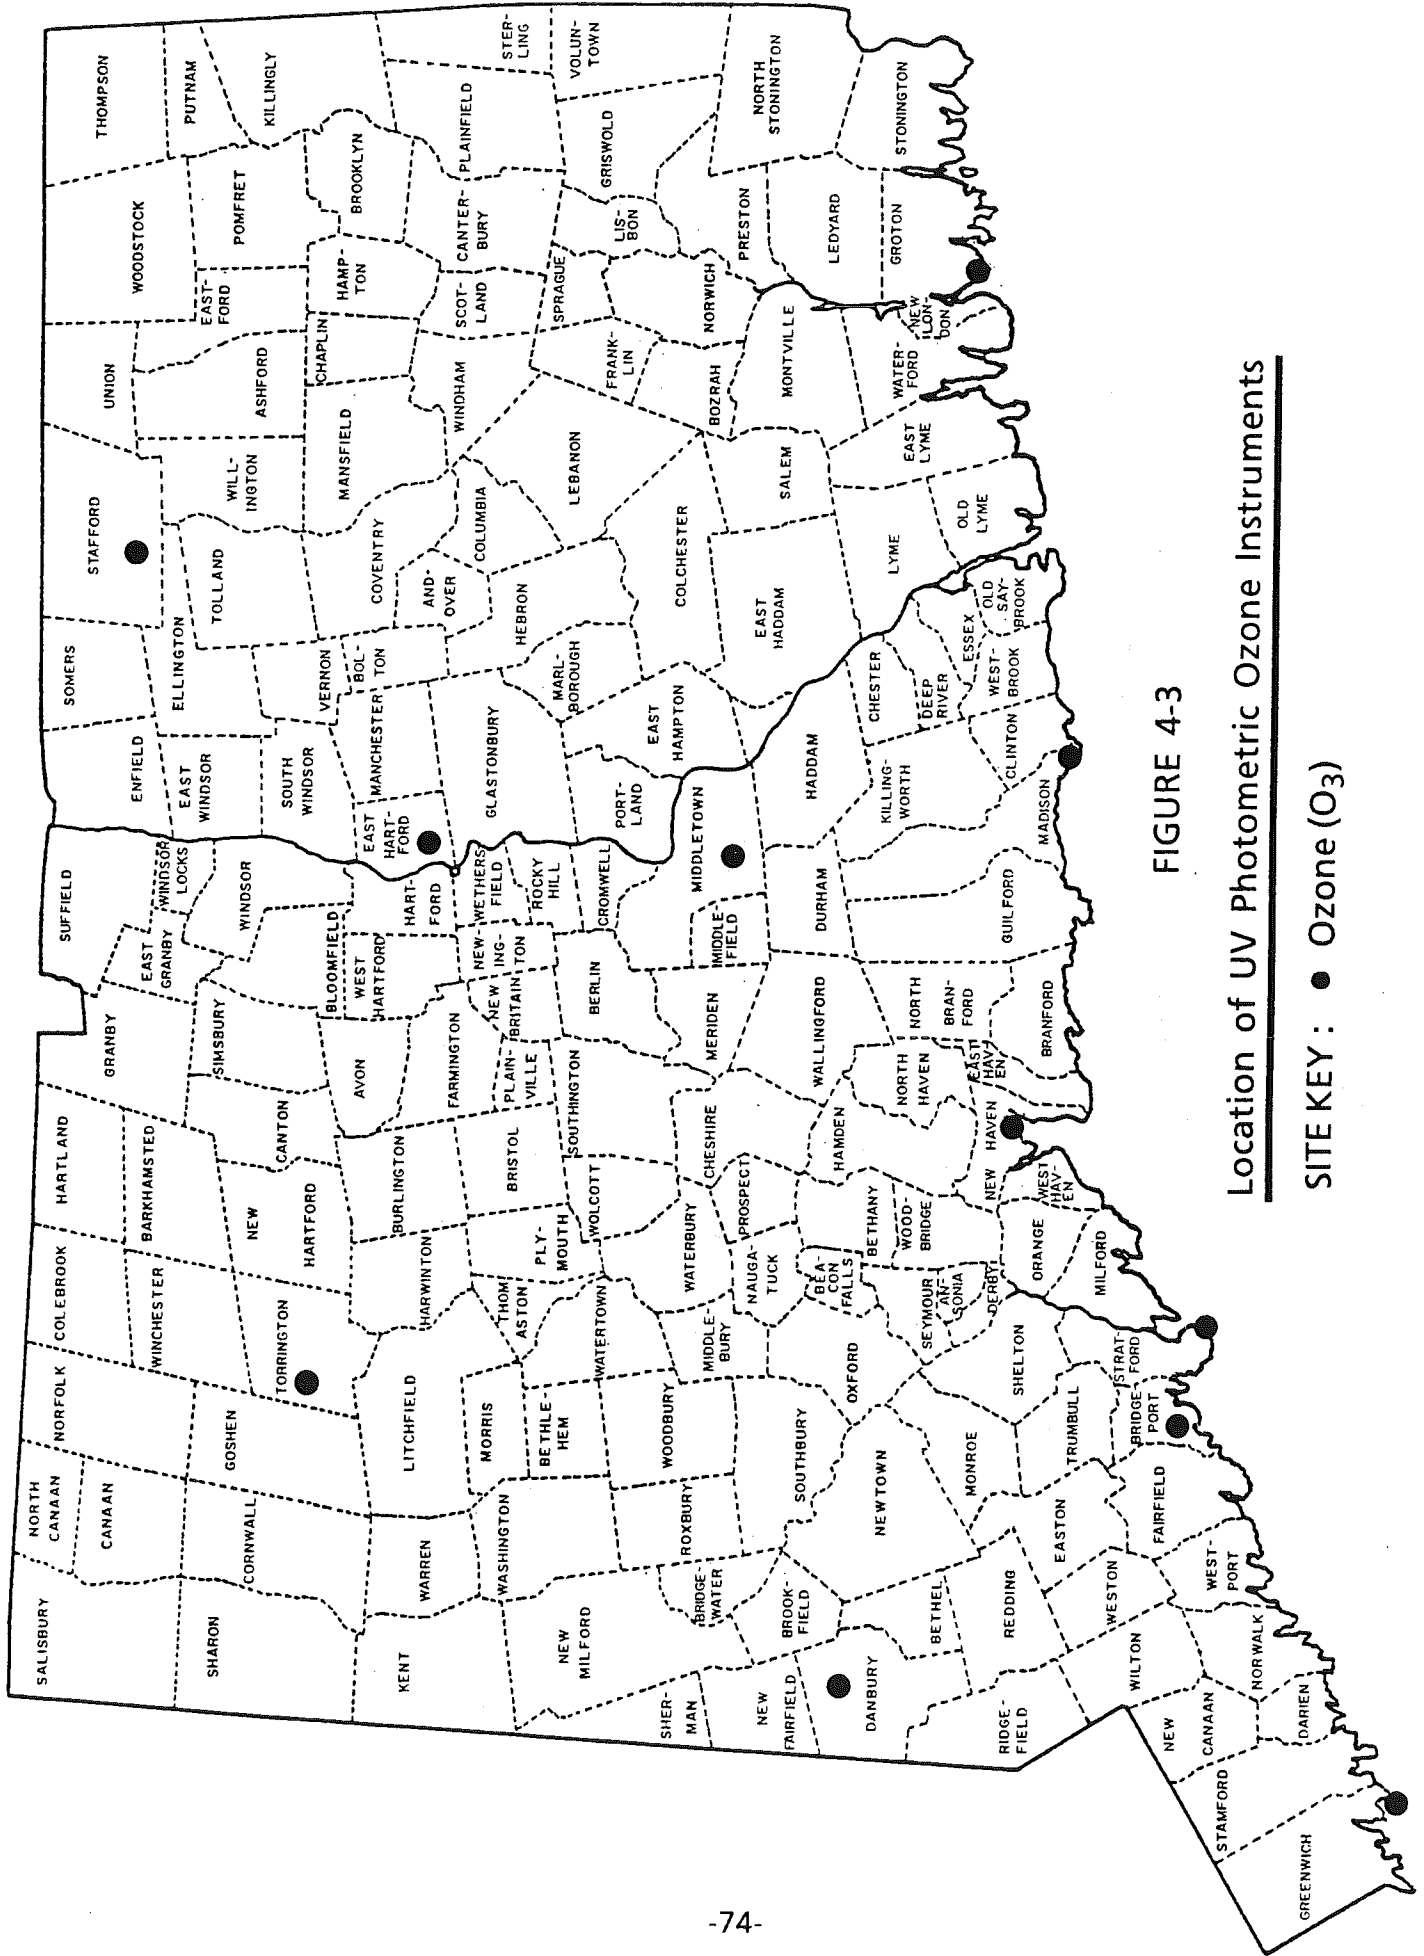 SALISBURY
NORTH
CANAAN
CANAAN
NORFOLK
COLEBROOK
HARTLAND
GRANBY
SUFFIELD
ENFIELD
SOMERS
STAFFORD
UNION
WOODSTOCK
THOMPSON
SHARON
CORNWALL
GOSHEN
WINCHESTER
BARKHAMSTED
EAST
GRANBY
WINDSOR
LOCKS
EAST
WINDSOR
ELLINGTON
PUTNAM
TORRINGTON
NEW
HARTFORD
CANTON
SIMSBURY
WINDSOR
BLOOMFIELD
SOUTH
WINDSOR
VERNON
TOLLAND
WILL-
INGTON
ASHFORD
EAST-
FORD
POMFRET
KILLINGLY
KENT
WARREN
LITCHFIELD
HARWINTON
BURLINGTON
AVON
WEST
HARTFORD
HART-
FORD
EAST
HART-
FORD
MANCHESTER
BOL-
TON
COVENTRY
MANSFIELD
CHAPLIN
HAMP-
TON
BROOKLYN
FARMINGTON
AND-
OVER
COLUMBIA
WINDHAM
SCOT-
LAND
CANTER-
BURY
PLAINFIELD
STER-
LING
NEW
MILFORD
WASHINGTON
MORRIS
BETHLE-
HEM
THOM
ASTON
PLY-
MOUTH
BRISTOL
PLAIN-
VILLE
NEW
BRITAIN
NEW-
ING-
TON
WETHERS
FIELD
ROCKY
HILL
GLASTONBURY
HEBRON
MARL-
BOROUGH
LEBANON
FRANK-
LIN
SPRAGUE
LIS-
BON
GRISWOLD
VOLUN-
TOWN
SHER-
MAN
BRIDGE-
WATER
ROXBURY
WOODBURY
WATERTOWN
WOLCOTT
SOUTHINGTON
BERLIN
CROMWELL
PORT-
LAND
EAST
HAMPTON
COLCHESTER
BOZRAH
NORWICH
PRESTON
NORTH
STONINGTON
NEW
FAIRFIELD
BROOK-
FIELD
SOUTHBURY
MIDDLE-
BURY
WATERBURY
NAUGA-
TUCK
PROSPECT
CHESHIRE
MERIDEN
MIDDLE
FIELD
MIDDLETOWN
HADDAM
EAST
HADDAM
SALEM
MONTVILLE
LEDYARD
DANBURY
BETHEL
NEWTOWN
OXFORD
BEA-
CON
FALLS
BETHANY
HAMDEN
WALLINGFORD
DURHAM
KILLING-
WORTH
CHESTER
DEEP
RIVER
ESSEX
LYME
EAST
LYME
WATER-
FORD
NEW
LON-
DON
GROTON
STONINGTON
RIDGE-
FIELD
REDDING
MONROE
SHELTON
SEYMOUR
AN-
SONIA
DERBY
WOOD-
BRIDGE
NEW HAVEN
NORTH
HAVEN
NORTH
BRAN-
FORD
EAST
HAV-
EN
BRANFORD
GUILFORD
MADISON
CLINTON
WEST-
BROOK
OLD
SAY-
BROOK
OLD
LYME
NEW
CANAAN
WILTON
WESTON
EASTON
TRUMBULL
STRAT-
FORD
BRIDGE-
PORT
FAIRFIELD
MILFORD
ORANGE
WEST
HAV-
EN
GREENWICH
STAMFORD
DARIEN
NORWALK
WEST-
PORT
FIGURE 4-3
Location of UV Photometric Ozone Instruments
SITE KEY : ● Ozone (O3)
-74-